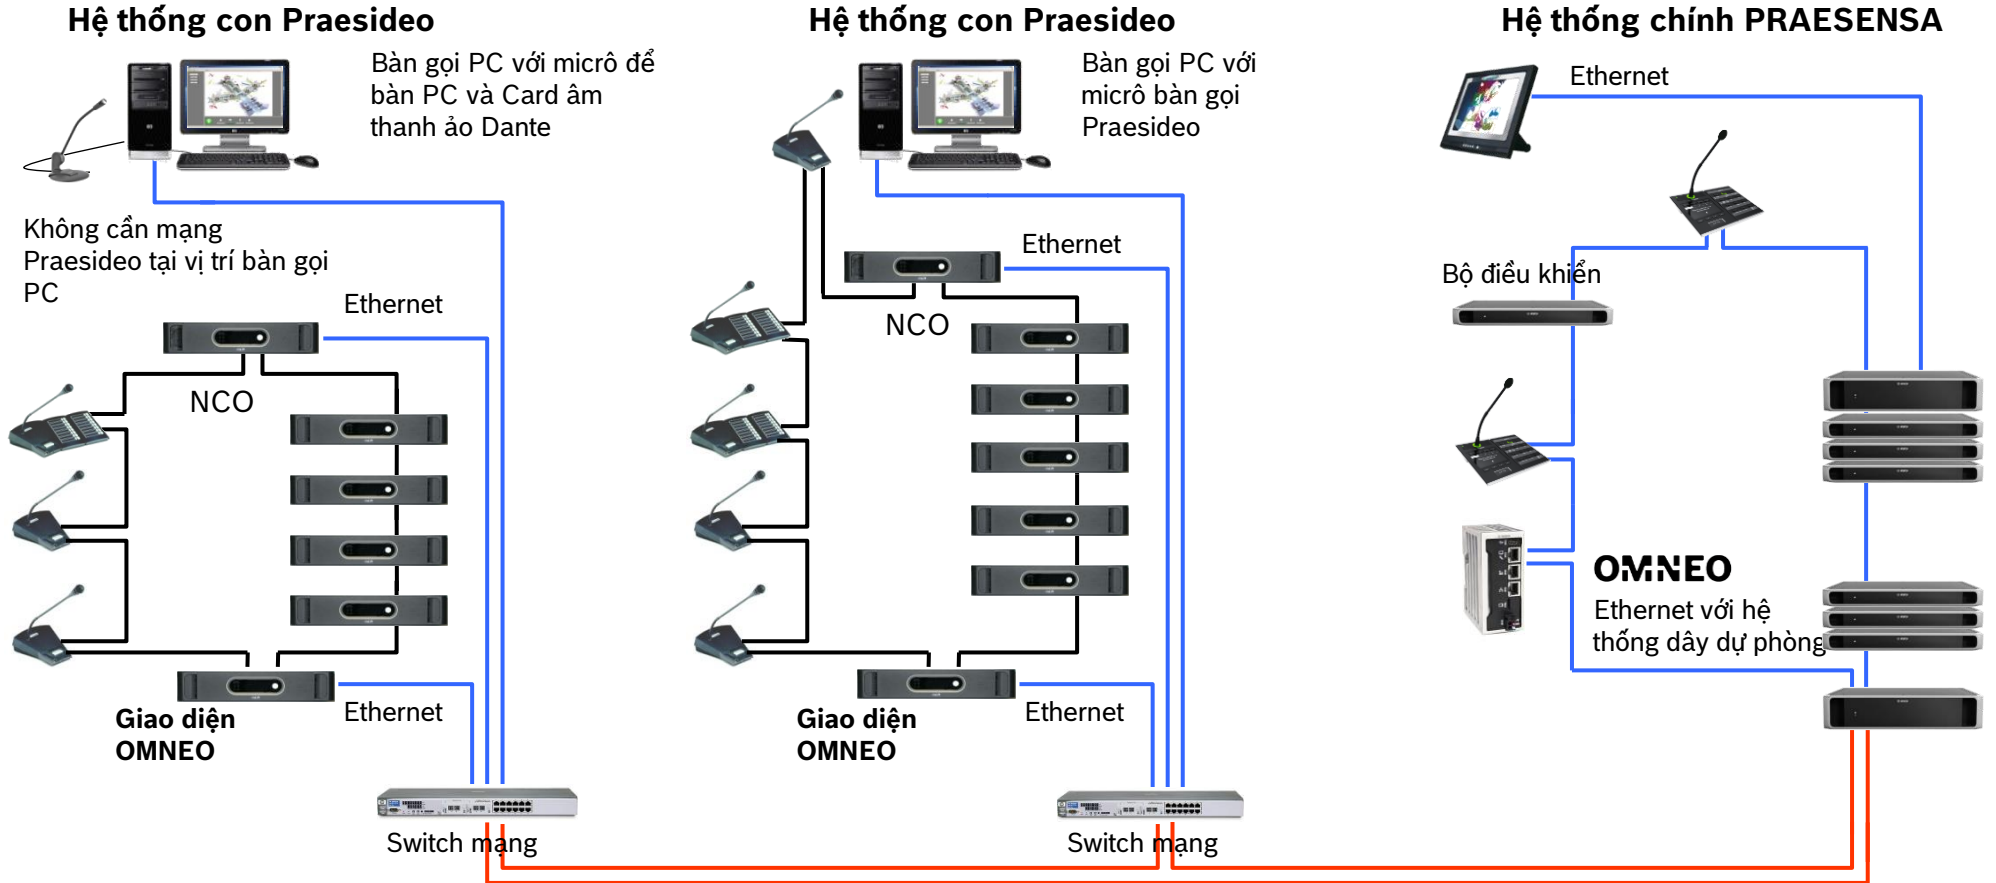 Hệ thống con Praesideo
Bàn gọi PC với micrô để
bàn PC và Card âm
thanh ảo Dante
Không cần mạng
Praesideo tại vị trí bàn gọi
PC
Ethernet
NCO
Giao diện
OMNEO
Ethernet
Switch mạng
Hệ thống con Praesideo
Bàn gọi PC với
micrô bàn gọi
Praesideo
Ethernet
NCO
Giao diện
OMNEO
Ethernet
Switch mạng
Hệ thống chính PRAESENSA
Ethernet
Bộ điều khiển
OMNEO
Ethernet với hệ
thống dây dự phòng